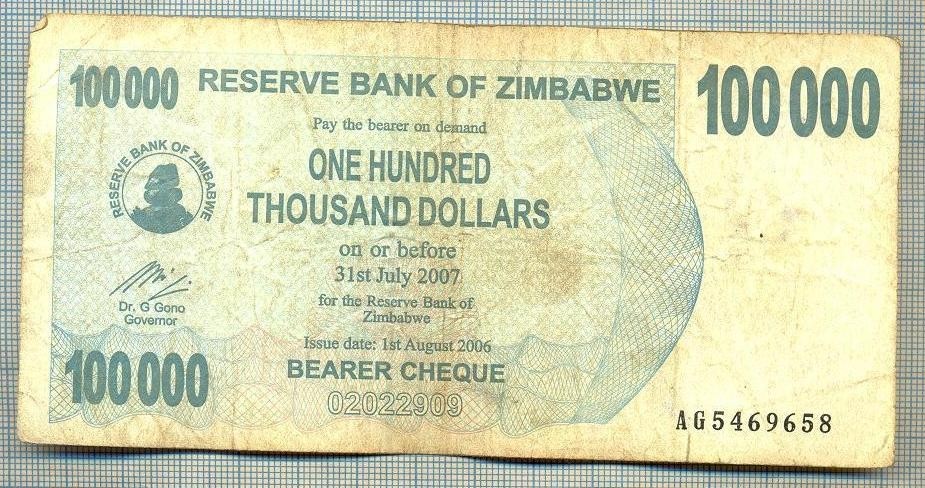 100 000 RESERVE BANK OF ZIMBABWE 100 000
Pay the bearer on demand
ONE HUNDRED
THOUSAND DOLLARS
RESERVE BANK OF ZIMBABWE
on or before
31st July 2007
for the Reserve Bank of
Zimbabwe
Dr. G Gono
Governor
Issue date: 1st August 2006
BEARER CHEQUE
100 000
02022909
AG5469658